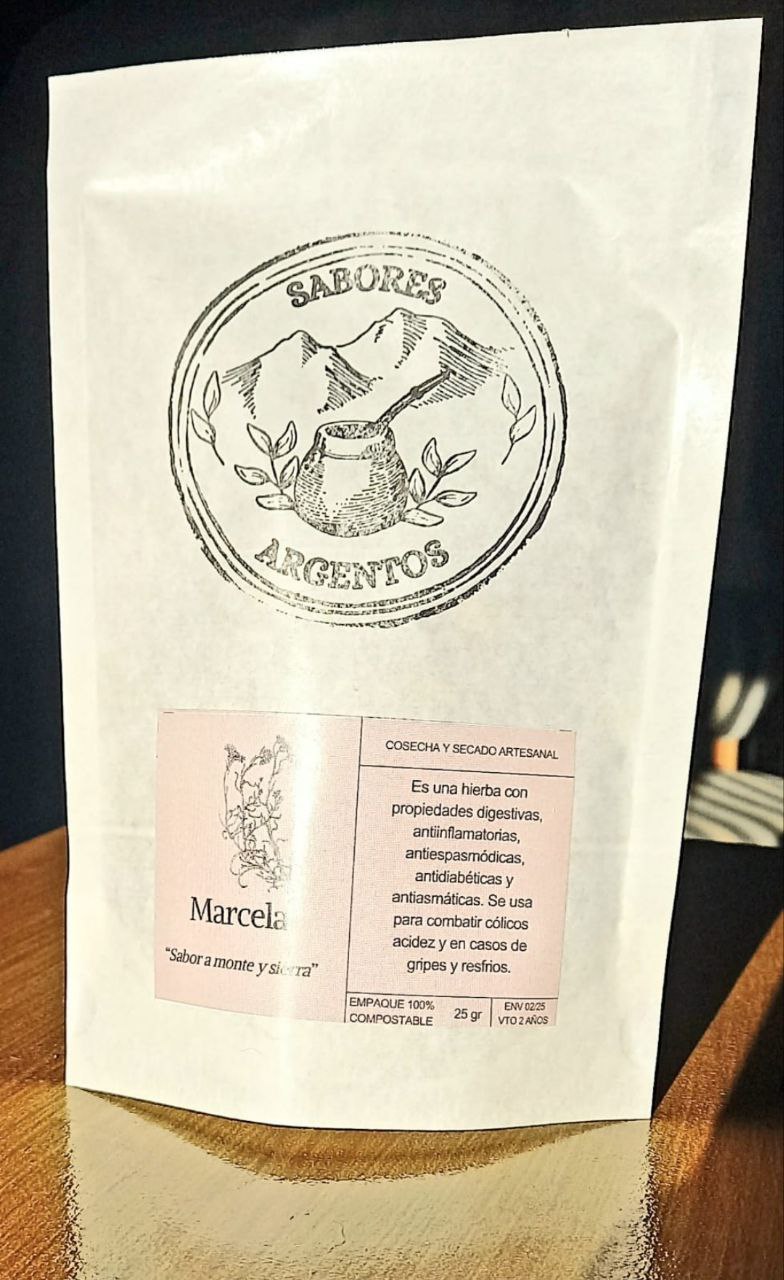 SABORES
ARGENTOS
Marcela
"Sabor a monte y sierra"
COSECHA Y SECADO ARTESANAL
Es una hierba con
propiedades digestivas,
antiinflamatorias,
antiespasmódicas,
antidiabéticas y
antiasmáticas. Se usa
para combatir cólicos
acidez y en casos de
gripes y resfrios.
EMPAQUE 100%
COMPOSTABLE
25 gr
ENV 02/25
VTO 2 AÑOS